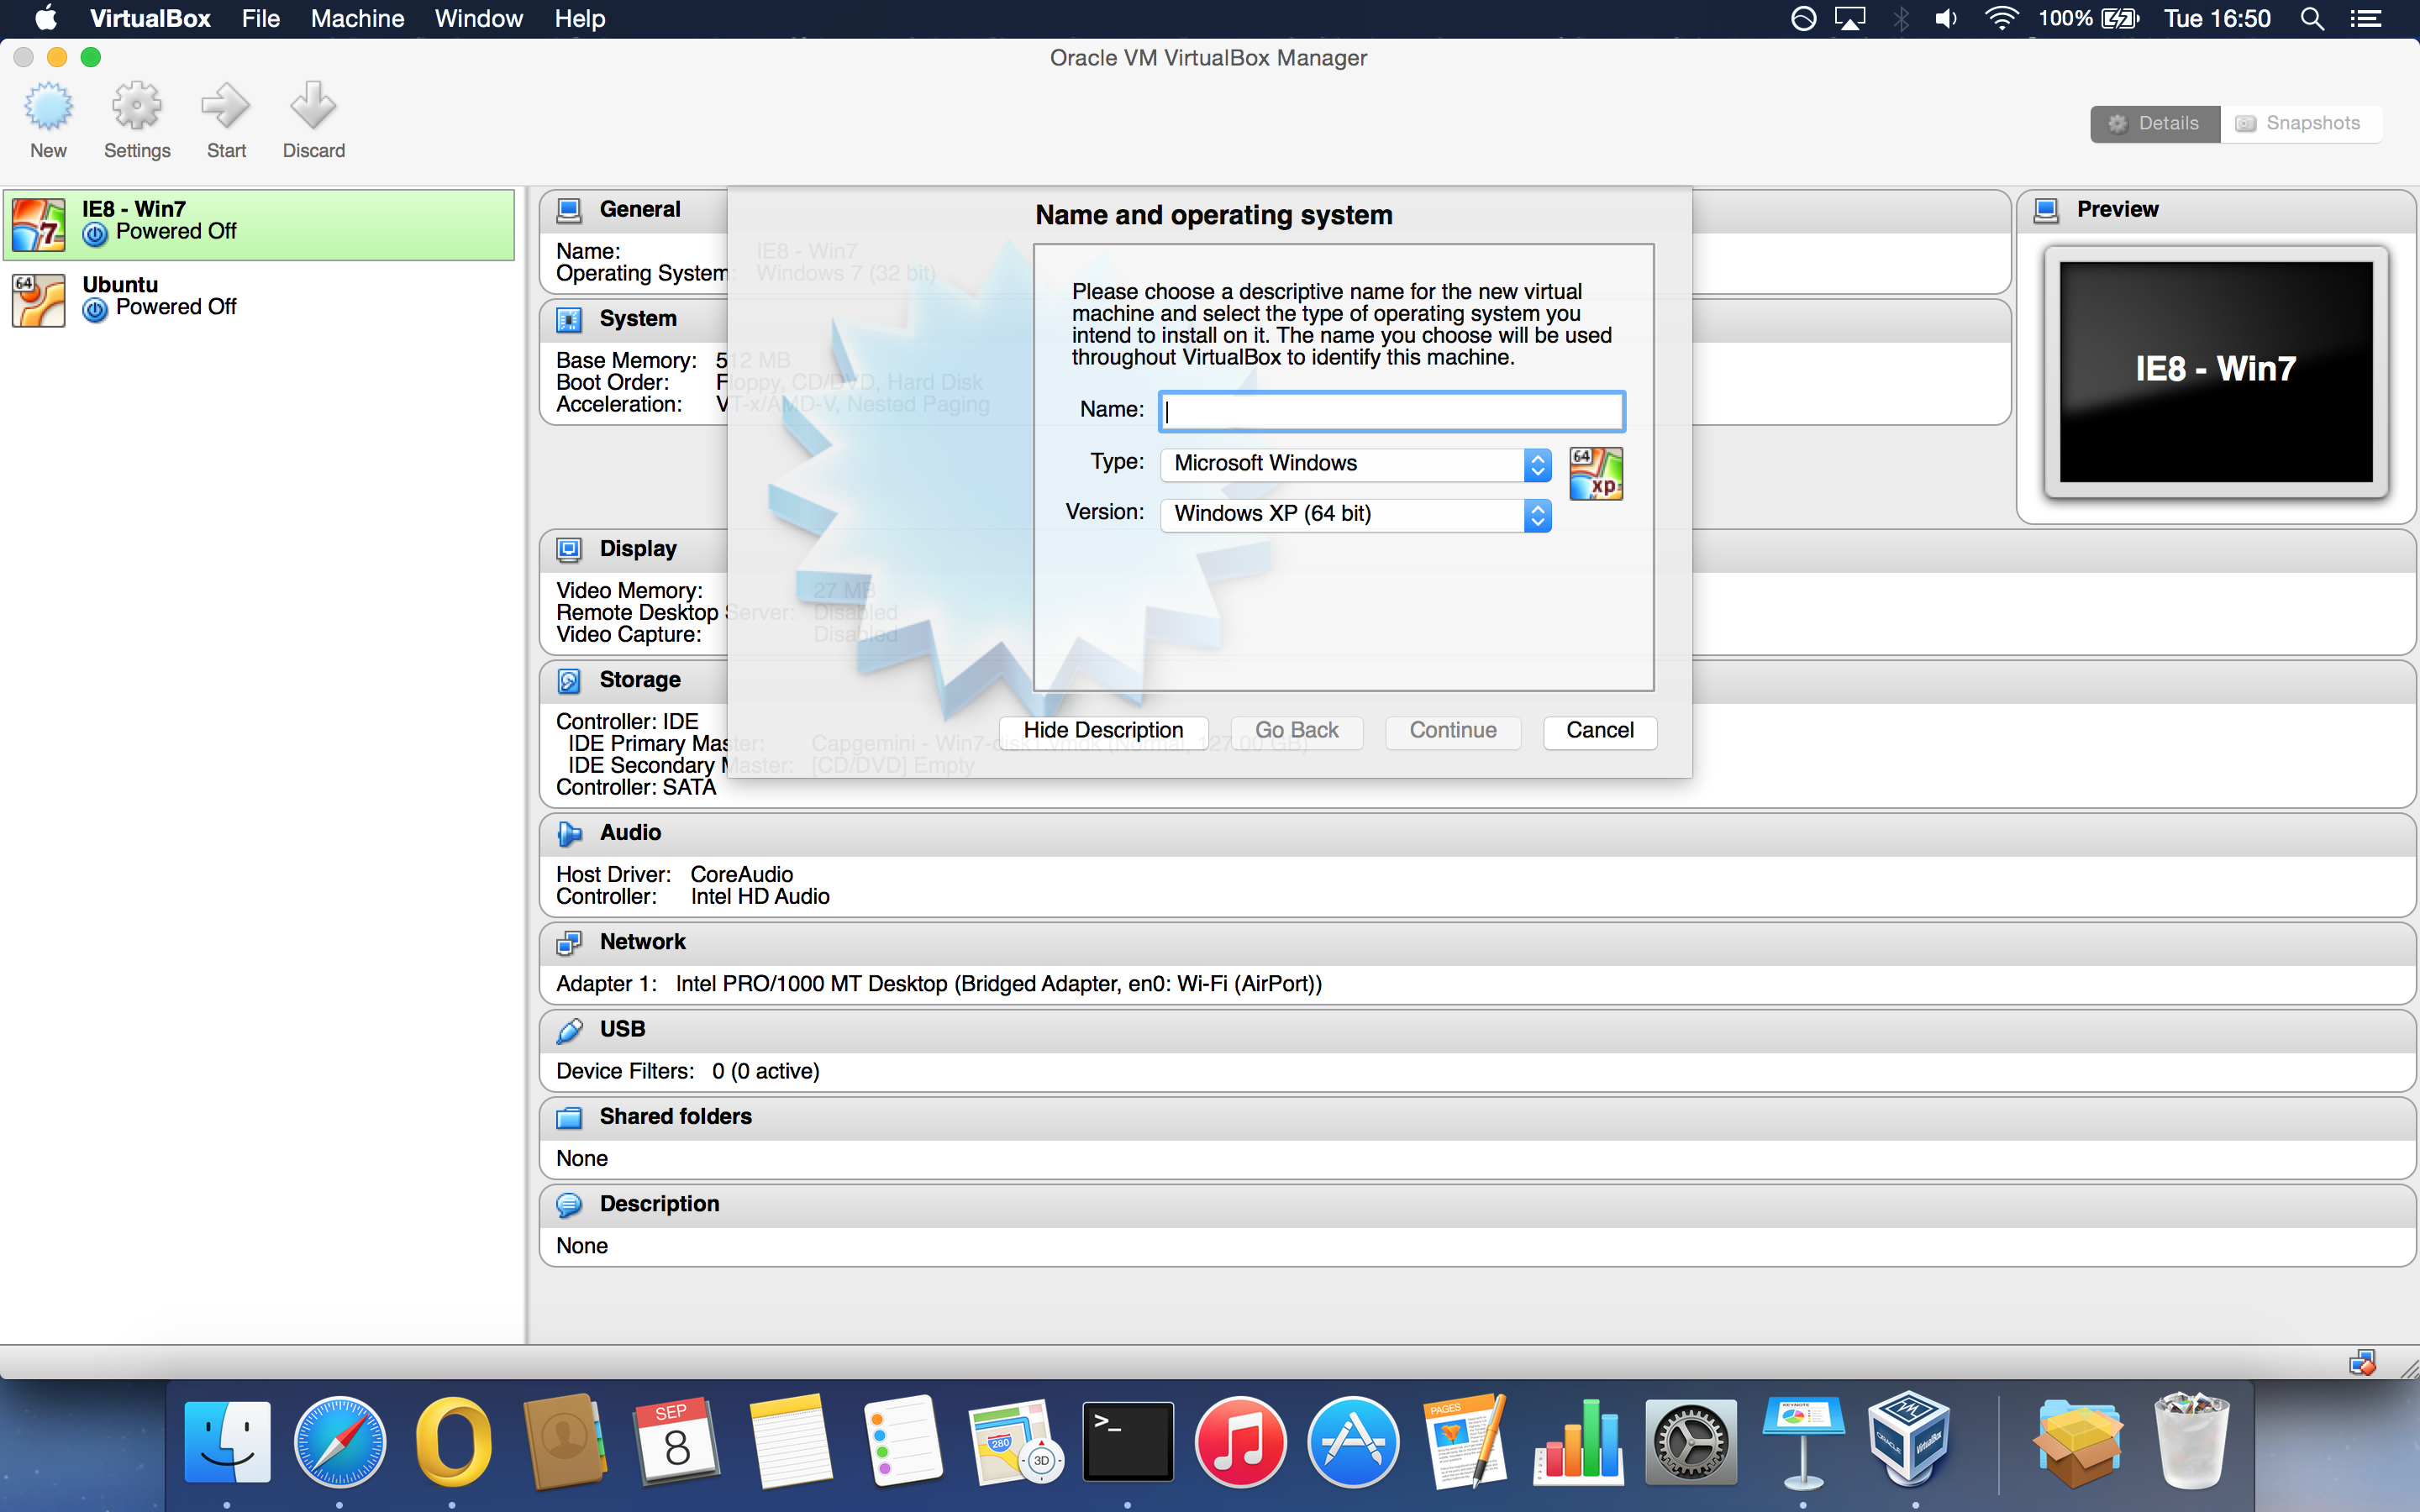 VirtualBox File Machine Window Help 100% Tue 16:50
Oracle VM VirtualBox Manager
New Settings Start Discard
Details Snapshots
IE8 - Win7
Powered Off
64
Ubuntu
Powered Off
General
Name: IE8 - Win7
Operating System: Windows 7 (32 bit)
System
Base Memory: 512 MB
Boot Order: Floppy, CD/DVD, Hard Disk
Acceleration: VT-x/AMD-V, Nested Paging
Display
Video Memory: 27 MB
Remote Desktop Server: Disabled
Video Capture: Disabled
Storage
Controller: IDE
IDE Primary Master: Capgemini - Win7-disk1.vmdk (Normal, 127.00 GB)
IDE Secondary Master: [CD/DVD] Empty
Controller: SATA
Audio
Host Driver: CoreAudio
Controller: Intel HD Audio
Network
Adapter 1: Intel PRO/1000 MT Desktop (Bridged Adapter, en0: Wi-Fi (AirPort))
USB
Device Filters: 0 (0 active)
Shared folders
None
Description
None
Name and operating system
Please choose a descriptive name for the new virtual
machine and select the type of operating system you
intend to install on it. The name you choose will be used
throughout VirtualBox to identify this machine.
Name:
Type: Microsoft Windows
64
xp
Version: Windows XP (64 bit)
Hide Description Go Back Continue Cancel
Preview
IE8 - Win7
SEP
8
280
3D
>_
PAGES
KEYNOTE
ORACLE
VirtualBox